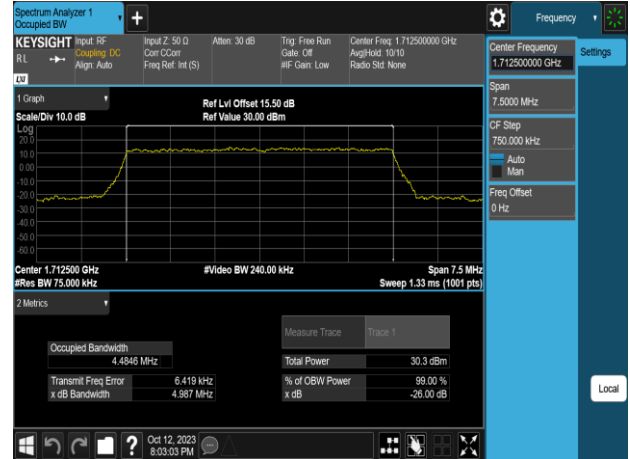 Spectrum Analyzer 1
Occupied BW
+
Frequency
KEYSIGHT
RL
LXI
Input: RF
Coupling: DC
Align: Auto
Input Z: 50 Ω
Corr CCorr
Freq Ref: Int (S)
Atten: 30 dB
Trig: Free Run
Gate: Off
#IF Gain: Low
Center Freq: 1.712500000 GHz
Avg|Hold: 10/10
Radio Std: None
Center Frequency
1.712500000 GHz
Settings
Span
7.5000 MHz
CF Step
750.000 kHz
Auto
Man
Freq Offset
0 Hz
1 Graph
Scale/Div 10.0 dB
Ref Lvl Offset 15.50 dB
Ref Value 30.00 dBm
Log
20.0
10.0
0.00
-10.0
-20.0
-30.0
-40.0
-50.0
-60.0
Center 1.712500 GHz
#Res BW 75.000 kHz
#Video BW 240.00 kHz
Span 7.5 MHz
Sweep 1.33 ms (1001 pts)
2 Metrics
Measure Trace Trace 1
Occupied Bandwidth
4.4846 MHz
Total Power 30.3 dBm
Transmit Freq Error 6.419 kHz
% of OBW Power 99.00 %
x dB Bandwidth 4.987 MHz
x dB -26.00 dB
Local
?
Oct 12, 2023
8:03:03 PM